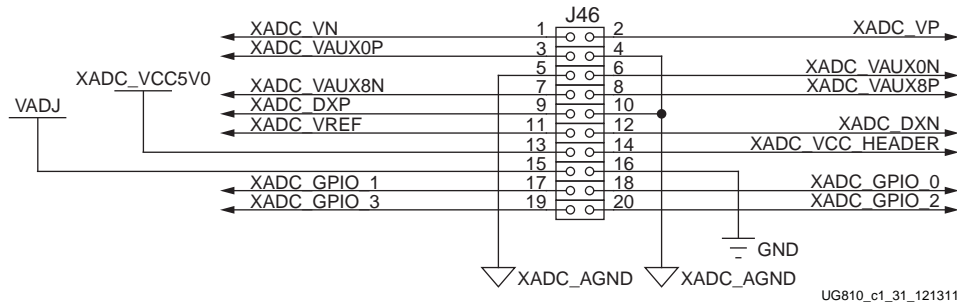 J46
XADC_VN 1 2 XADC_VP
XADC_VAUX0P 3 4
5 6 XADC_VAUX0N
XADC_VCC5V0
XADC_VAUX8N 7 8 XADC_VAUX8P
VADJ
XADC_DXP 9 10
XADC_VREF 11 12 XADC_DXN
13 14 XADC_VCC_HEADER
15 16
XADC_GPIO_1 17 18 XADC_GPIO_0
XADC_GPIO_3 19 20 XADC_GPIO_2
GND
XADC_AGND XADC_AGND
UG810_c1_31_121311